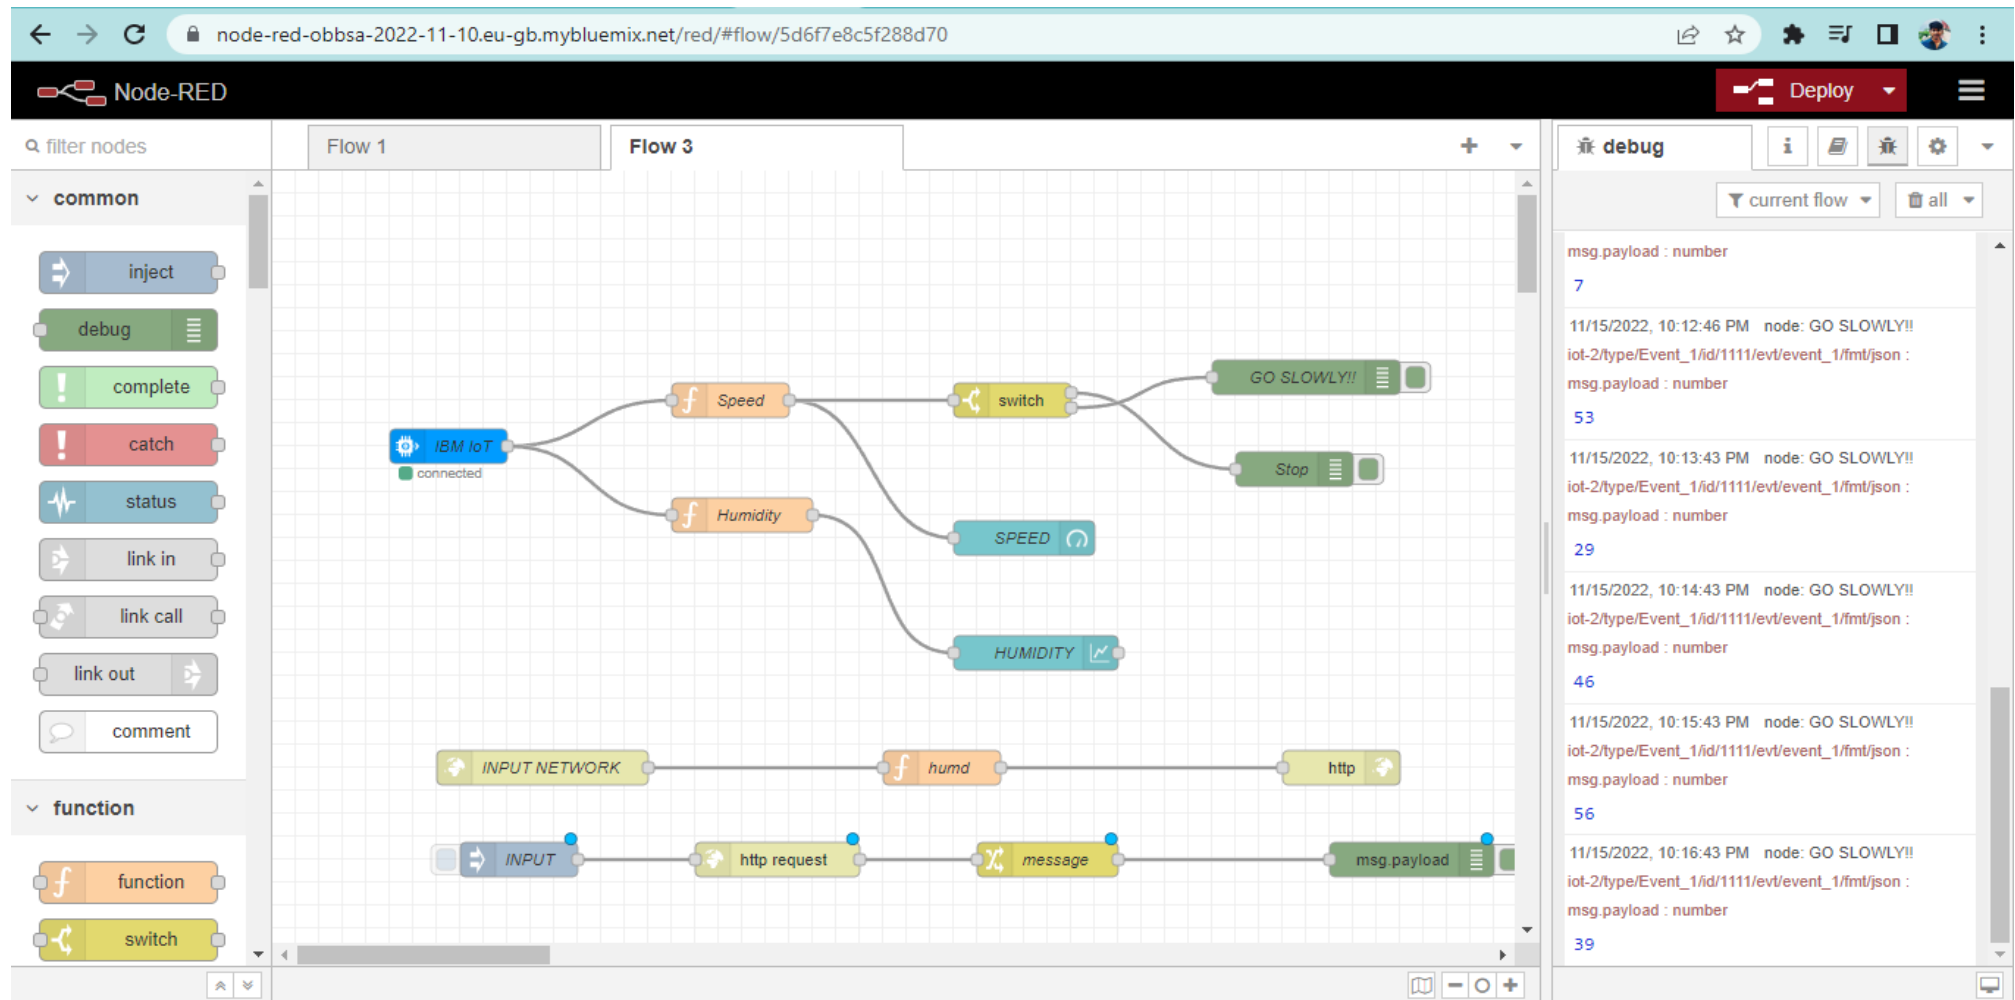 node-red-obbsa-2022-11-10.eu-gb.mybluemix.net/red/#flow/5d6f7e8c5f288d70
Node-RED
Deploy
filter nodes
Flow 1
Flow 3
debug
i
common
current flow
all
inject
debug
complete
catch
status
link in
link call
link out
comment
function
function
switch
IBM IoT
connected
Speed
Humidity
switch
GO SLOWLY!!
Stop
SPEED
HUMIDITY
INPUT NETWORK
humd
http
INPUT
http request
message
msg.payload
msg.payload : number
7
11/15/2022, 10:12:46 PM node: GO SLOWLY!!
iot-2/type/Event_1/id/1111/evt/event_1/fmt/json :
msg.payload : number
53
11/15/2022, 10:13:43 PM node: GO SLOWLY!!
iot-2/type/Event_1/id/1111/evt/event_1/fmt/json :
msg.payload : number
29
11/15/2022, 10:14:43 PM node: GO SLOWLY!!
iot-2/type/Event_1/id/1111/evt/event_1/fmt/json :
msg.payload : number
46
11/15/2022, 10:15:43 PM node: GO SLOWLY!!
iot-2/type/Event_1/id/1111/evt/event_1/fmt/json :
msg.payload : number
56
11/15/2022, 10:16:43 PM node: GO SLOWLY!!
iot-2/type/Event_1/id/1111/evt/event_1/fmt/json :
msg.payload : number
39